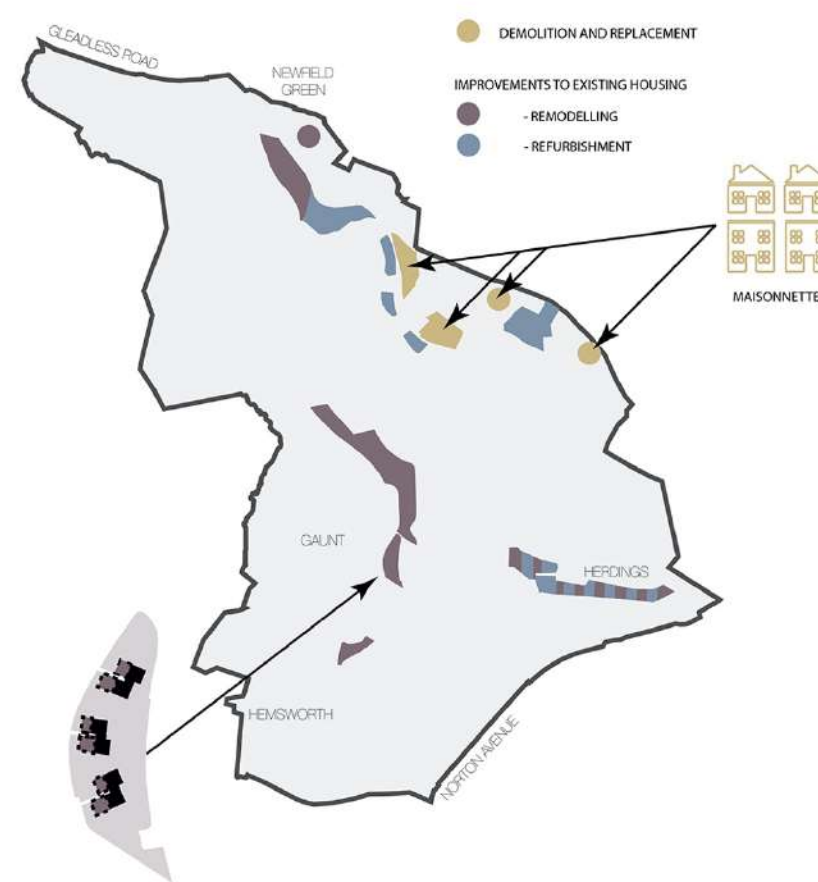 GLEADLESS ROAD
NEWFIELD
GREEN
DEMOLITION AND REPLACEMENT
IMPROVEMENTS TO EXISTING HOUSING
- REMODELLING
- REFURBISHMENT
MAISONNETTE
GAUNT
HERDINGS
HEMSWORTH
NORTON AVENUE